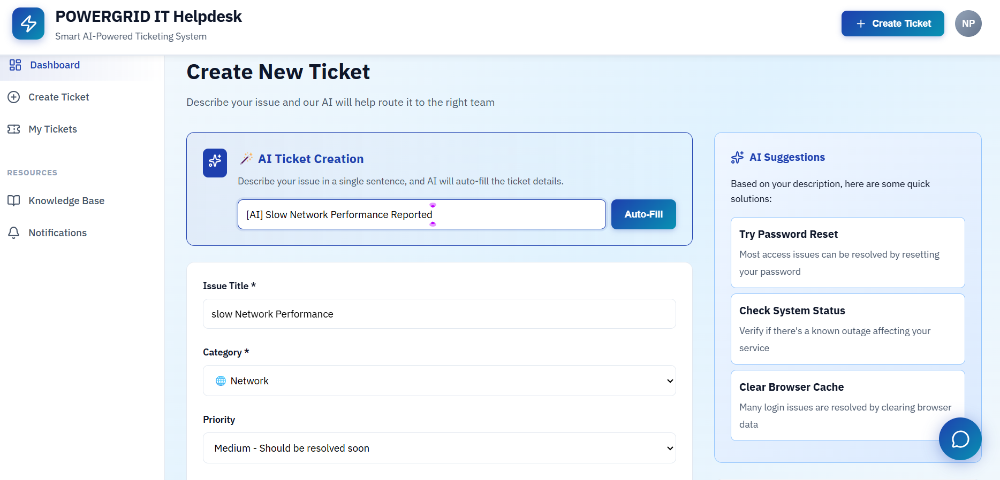 POWERGRID IT Helpdesk
Smart AI-Powered Ticketing System
Create Ticket
NP
Dashboard
Create Ticket
My Tickets
RESOURCES
Knowledge Base
Notifications
Create New Ticket
Describe your issue and our AI will help route it to the right team
AI Ticket Creation
Describe your issue in a single sentence, and AI will auto-fill the ticket details.
[AI] Slow Network Performance Reported
Auto-Fill
Issue Title *
slow Network Performance
Category *
Network
Priority
Medium - Should be resolved soon
AI Suggestions
Based on your description, here are some quick
solutions:
Try Password Reset
Most access issues can be resolved by resetting
your password
Check System Status
Verify if there's a known outage affecting your
service
Clear Browser Cache
Many login issues are resolved by clearing browser
data